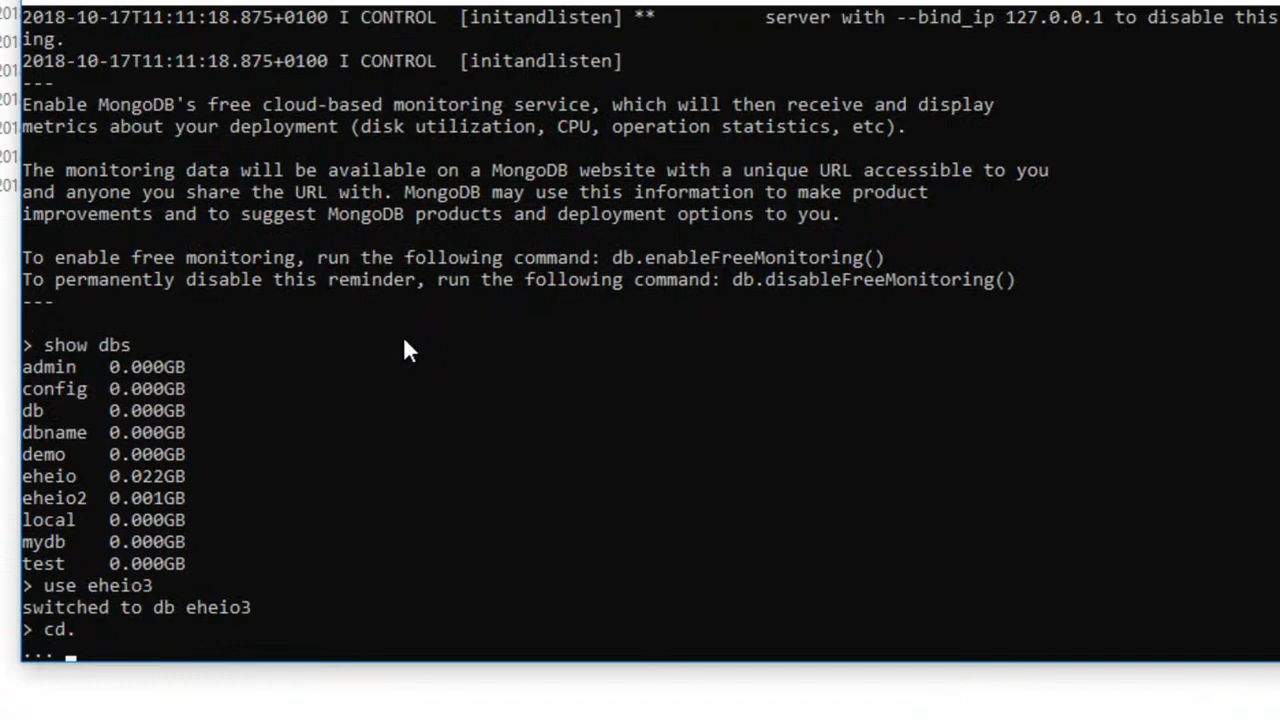 2018-10-17T11:11:18.875+0100 I CONTROL  [initandlisten] **          server with --bind_ip 127.0.0.1 to disable this
ing.
2018-10-17T11:11:18.875+0100 I CONTROL  [initandlisten]
---
Enable MongoDB's free cloud-based monitoring service, which will then receive and display
metrics about your deployment (disk utilization, CPU, operation statistics, etc).
The monitoring data will be available on a MongoDB website with a unique URL accessible to you
and anyone you share the URL with. MongoDB may use this information to make product
improvements and to suggest MongoDB products and deployment options to you.
To enable free monitoring, run the following command: db.enableFreeMonitoring()
To permanently disable this reminder, run the following command: db.disableFreeMonitoring()
---
> show dbs
admin   0.000GB
config  0.000GB
db      0.000GB
dbname  0.000GB
demo    0.000GB
eheio   0.022GB
eheio2  0.001GB
local   0.000GB
mydb    0.000GB
test    0.000GB
> use eheio3
switched to db eheio3
> cd.
...